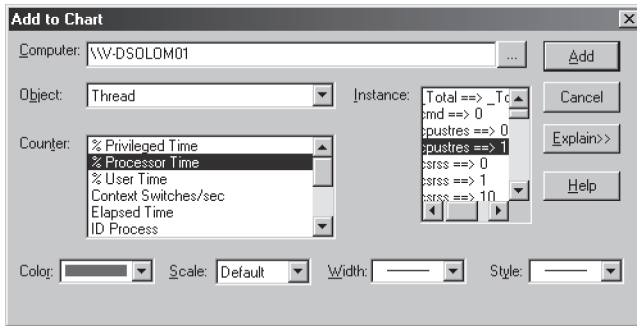 Add to Chart
Computer: \\V-DSOLOM01 ... Add
Object: Thread Instance: _Total ==> _To Cancel
cmd ==> 0
cpustres ==> 0
cpustres ==> 1
csrss ==> 0
csrss ==> 1
csrss ==> 10
Explain>>
Help
Counter: % Privileged Time
% Processor Time
% User Time
Context Switches/sec
Elapsed Time
ID Process
Color: Scale: Default Width: Style: